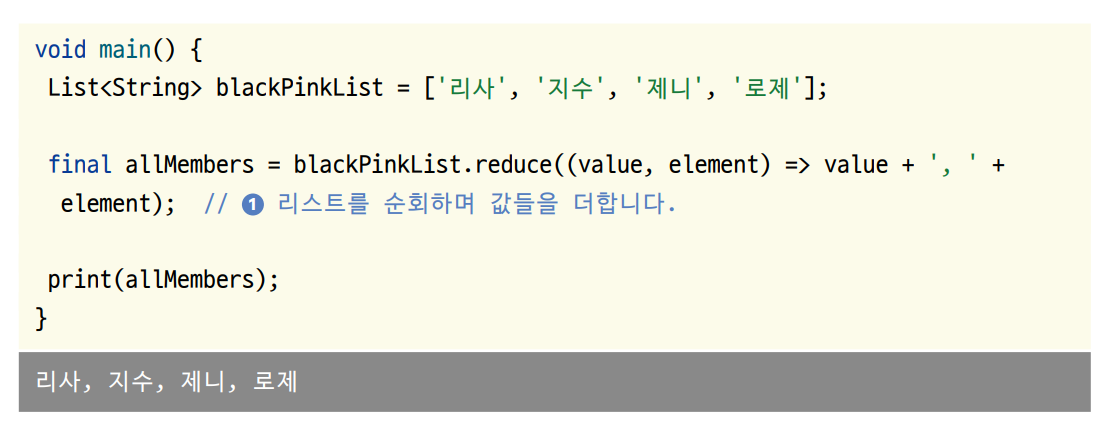 void main() {
List<String> blackPinkList = ['리사', '지수', '제니', '로제'];
final allMembers = blackPinkList.reduce((value, element) => value + ', ' +
element); // ❶ 리스트를 순회하며 값들을 더합니다.
print(allMembers);
}
리사, 지수, 제니, 로제